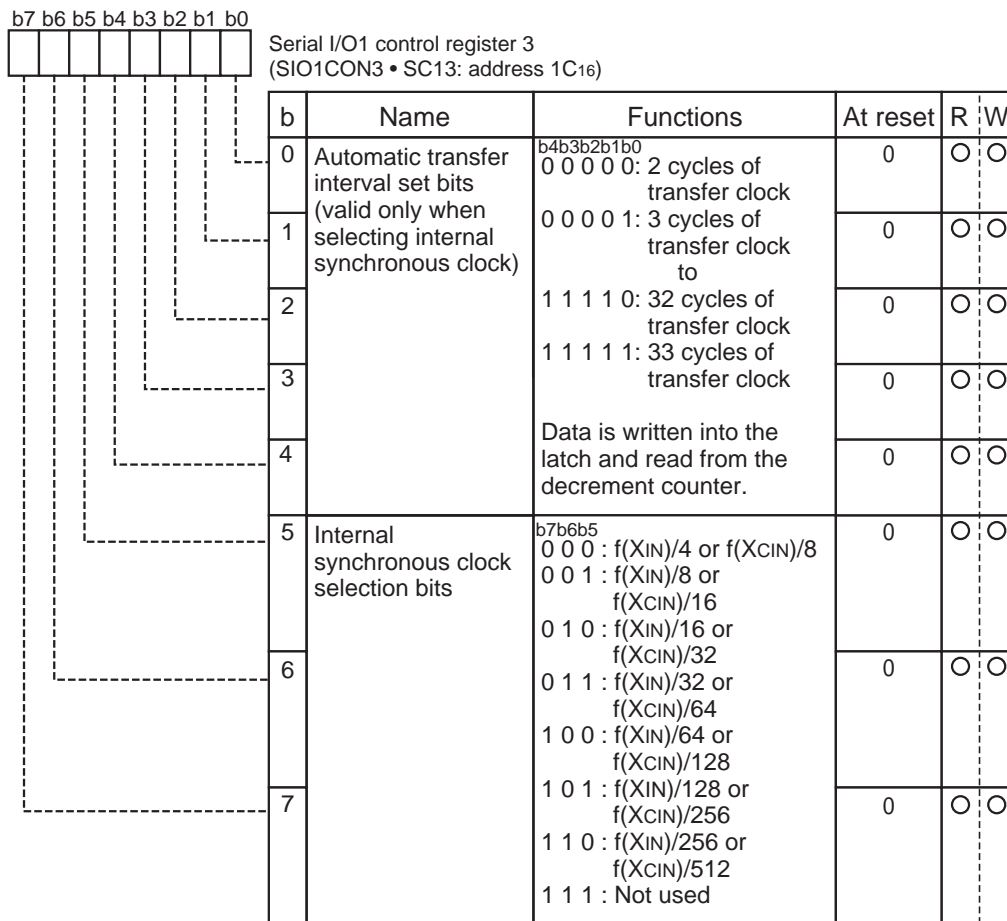 b7 b6 b5 b4 b3 b2 b1 b0
Serial I/O1 control register 3
(SIO1CON3 • SC13: address 1C16)
b Name Functions At reset R W
0 Automatic transfer interval set bits (valid only when selecting internal synchronous clock)
b4b3b2b1b0
0 0 0 0 0: 2 cycles of
transfer clock
0 0 0 0 1: 3 cycles of
transfer clock
to
1 1 1 1 0: 32 cycles of
transfer clock
1 1 1 1 1: 33 cycles of
transfer clock
Data is written into the
latch and read from the
decrement counter.
0 ○ ○
1 0 ○ ○
2 0 ○ ○
3 0 ○ ○
4 0 ○ ○
5 Internal synchronous clock selection bits
b7b6b5
0 0 0 : f(XIN)/4 or f(XCIN)/8
0 0 1 : f(XIN)/8 or
f(XCIN)/16
0 1 0 : f(XIN)/16 or
f(XCIN)/32
0 1 1 : f(XIN)/32 or
f(XCIN)/64
1 0 0 : f(XIN)/64 or
f(XCIN)/128
1 0 1 : f(XIN)/128 or
f(XCIN)/256
1 1 0 : f(XIN)/256 or
f(XCIN)/512
1 1 1 : Not used
0 ○ ○
6 0 ○ ○
7 0 ○ ○